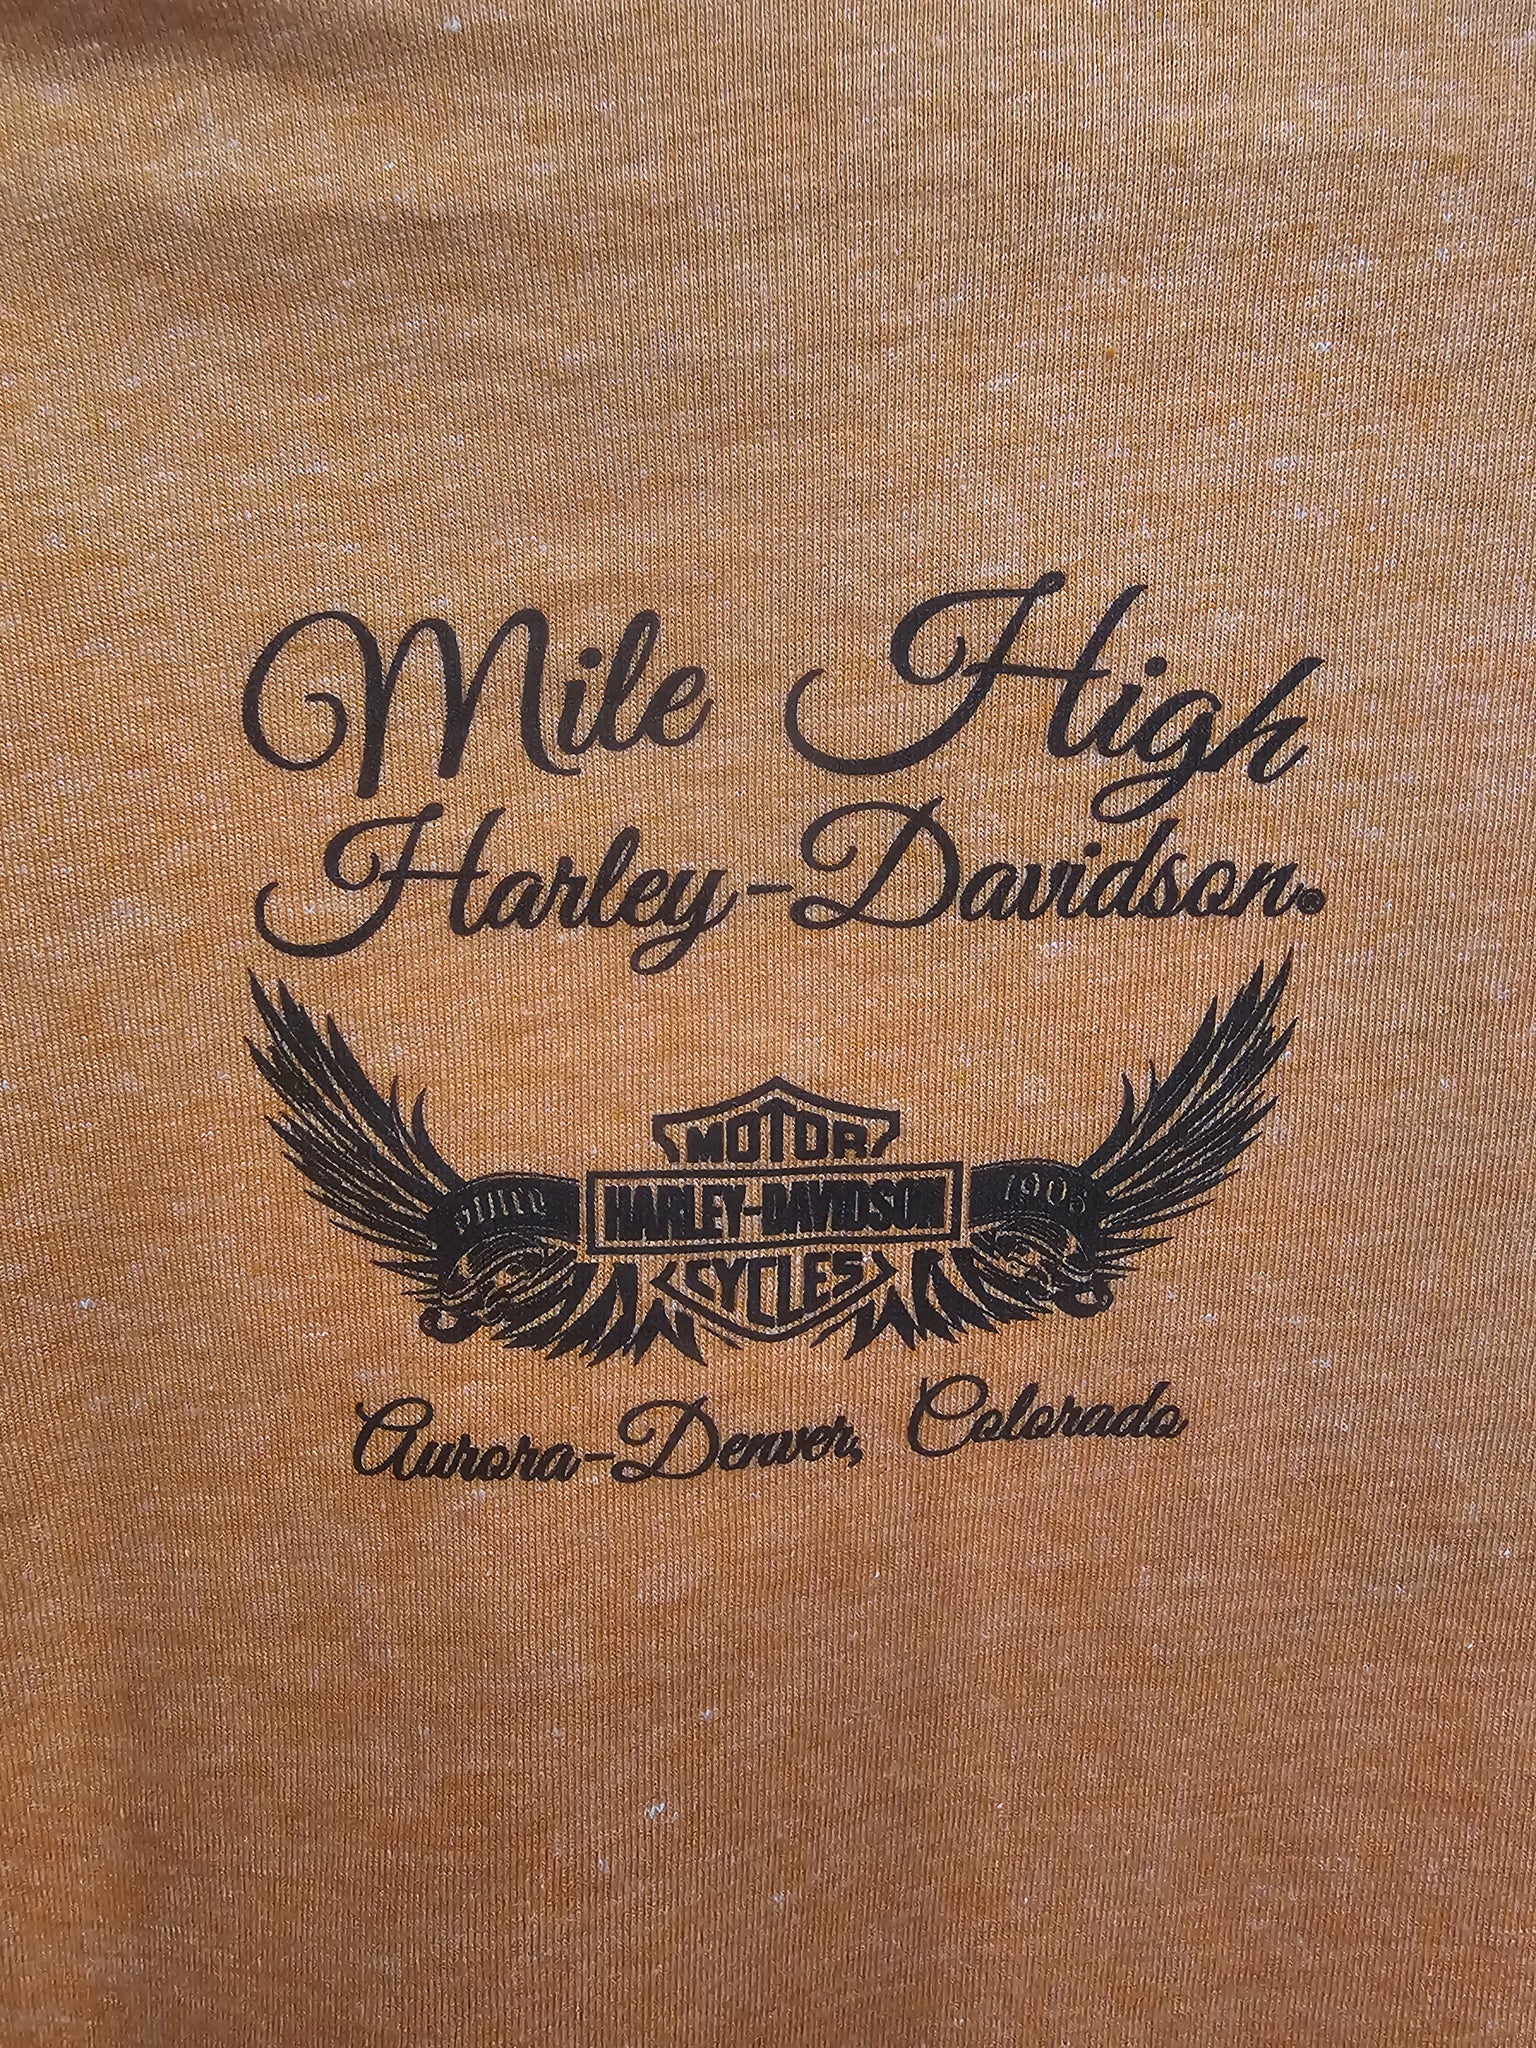 Mile High
Harley-Davidson®
MOTOR
HARLEY-DAVIDSON
CYCLES
Aurora-Denver, Colorado